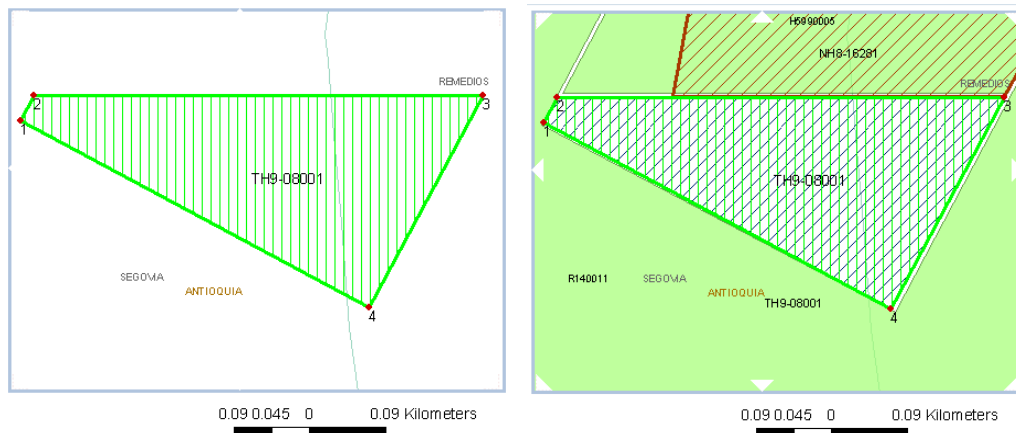 REMEDIOS
2
3
1
TH9-08001
SEGOVIA
ANTIOQUIA
4
0.09 0.045 0 0.09 Kilometers
H5990005
NH8-16281
REMEDIOS
2
3
1
TH9-08001
R140011 SEGOVIA
ANTIOQUIA
TH9-08001
4
0.09 0.045 0 0.09 Kilometers